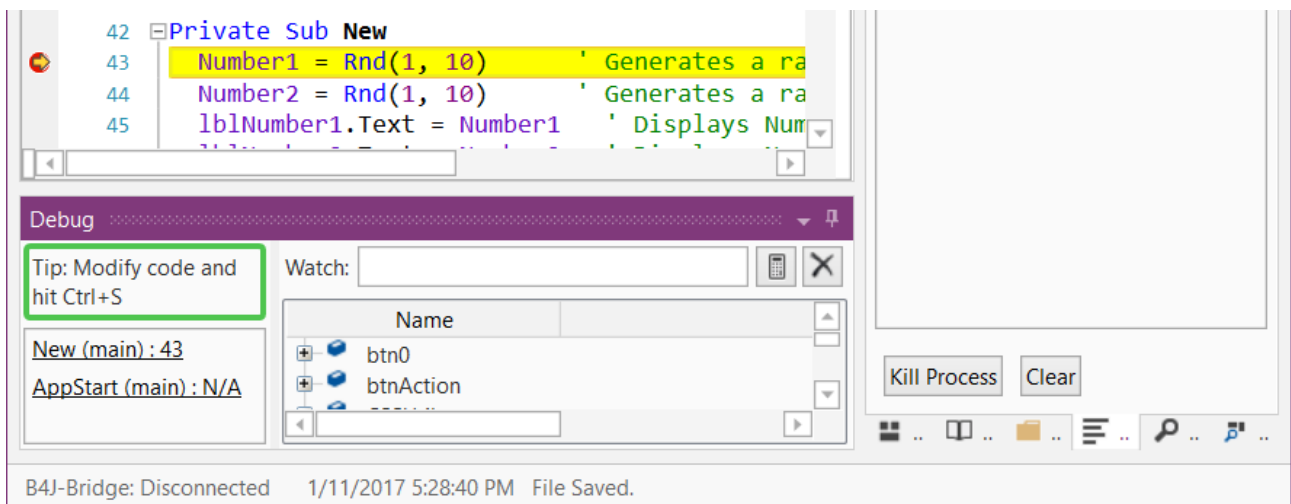 42 Private Sub New
43 Number1 = Rnd(1, 10) ' Generates a ra
44 Number2 = Rnd(1, 10) ' Generates a ra
45 lblNumber1.Text = Number1 ' Displays Num
Debug
Tip: Modify code and
hit Ctrl+S
New (main) : 43
AppStart (main) : N/A
Watch:
Name
btn0
btnAction
Kill Process Clear
.. .. .. .. .. ..
B4J-Bridge: Disconnected 1/11/2017 5:28:40 PM File Saved.